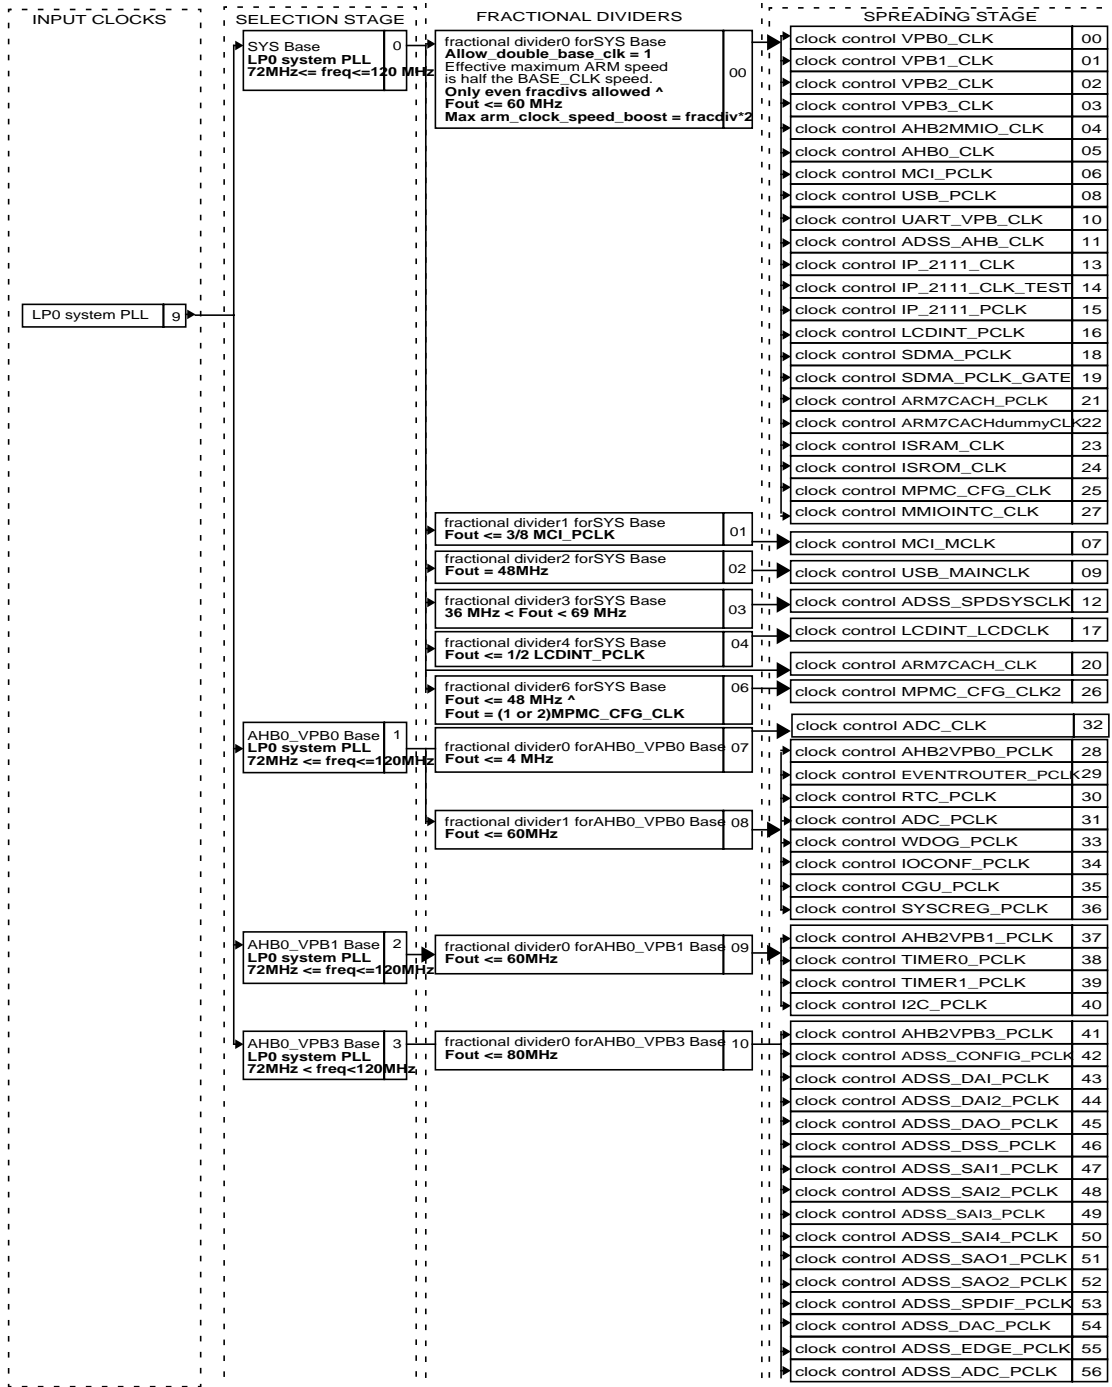 INPUT CLOCKS
SELECTION STAGE
FRACTIONAL DIVIDERS
SPREADING STAGE
LP0 system PLL 9
SYS Base 0
LP0 system PLL
72MHz<= freq<=120 MHz
AHB0_VPB0 Base 1
LP0 system PLL
72MHz <= freq<=120MHz
AHB0_VPB1 Base 2
LP0 system PLL
72MHz <= freq<=120MHz
AHB0_VPB3 Base 3
LP0 system PLL
72MHz < freq<120MHz
fractional divider0 forSYS Base
Allow_double_base_clk = 1
Effective maximum ARM speed
is half the BASE_CLK speed.
Only even fracdivs allowed ^
Fout <= 60 MHz
Max arm_clock_speed_boost = fracdiv*2
00
fractional divider1 forSYS Base 01
Fout <= 3/8 MCI_PCLK
fractional divider2 forSYS Base 02
Fout = 48MHz
fractional divider3 forSYS Base 03
36 MHz < Fout < 69 MHz
fractional divider4 forSYS Base 04
Fout <= 1/2 LCDINT_PCLK
fractional divider6 forSYS Base 06
Fout <= 48 MHz ^
Fout = (1 or 2)MPMC_CFG_CLK
fractional divider0 forAHB0_VPB0 Base 07
Fout <= 4 MHz
fractional divider1 forAHB0_VPB0 Base 08
Fout <= 60MHz
fractional divider0 forAHB0_VPB1 Base 09
Fout <= 60MHz
fractional divider0 forAHB0_VPB3 Base 10
Fout <= 80MHz
clock control VPB0_CLK 00
clock control VPB1_CLK 01
clock control VPB2_CLK 02
clock control VPB3_CLK 03
clock control AHB2MMIO_CLK 04
clock control AHB0_CLK 05
clock control MCI_PCLK 06
clock control USB_PCLK 08
clock control UART_VPB_CLK 10
clock control ADSS_AHB_CLK 11
clock control IP_2111_CLK 13
clock control IP_2111_CLK_TEST 14
clock control IP_2111_PCLK 15
clock control LCDINT_PCLK 16
clock control SDMA_PCLK 18
clock control SDMA_PCLK_GATE 19
clock control ARM7CACH_PCLK 21
clock control ARM7CACHdummyCLK 22
clock control ISRAM_CLK 23
clock control ISROM_CLK 24
clock control MPMC_CFG_CLK 25
clock control MMIOINTC_CLK 27
clock control MCI_MCLK 07
clock control USB_MAINCLK 09
clock control ADSS_SPDSYSCLK 12
clock control LCDINT_LCDCLK 17
clock control ARM7CACH_CLK 20
clock control MPMC_CFG_CLK2 26
clock control ADC_CLK 32
clock control AHB2VPB0_PCLK 28
clock control EVENTROUTER_PCLK 29
clock control RTC_PCLK 30
clock control ADC_PCLK 31
clock control WDOG_PCLK 33
clock control IOCONF_PCLK 34
clock control CGU_PCLK 35
clock control SYSCREG_PCLK 36
clock control AHB2VPB1_PCLK 37
clock control TIMER0_PCLK 38
clock control TIMER1_PCLK 39
clock control I2C_PCLK 40
clock control AHB2VPB3_PCLK 41
clock control ADSS_CONFIG_PCLK 42
clock control ADSS_DAI_PCLK 43
clock control ADSS_DAI2_PCLK 44
clock control ADSS_DAO_PCLK 45
clock control ADSS_DSS_PCLK 46
clock control ADSS_SAI1_PCLK 47
clock control ADSS_SAI2_PCLK 48
clock control ADSS_SAI3_PCLK 49
clock control ADSS_SAI4_PCLK 50
clock control ADSS_SAO1_PCLK 51
clock control ADSS_SAO2_PCLK 52
clock control ADSS_SPDIF_PCLK 53
clock control ADSS_DAC_PCLK 54
clock control ADSS_EDGE_PCLK 55
clock control ADSS_ADC_PCLK 56